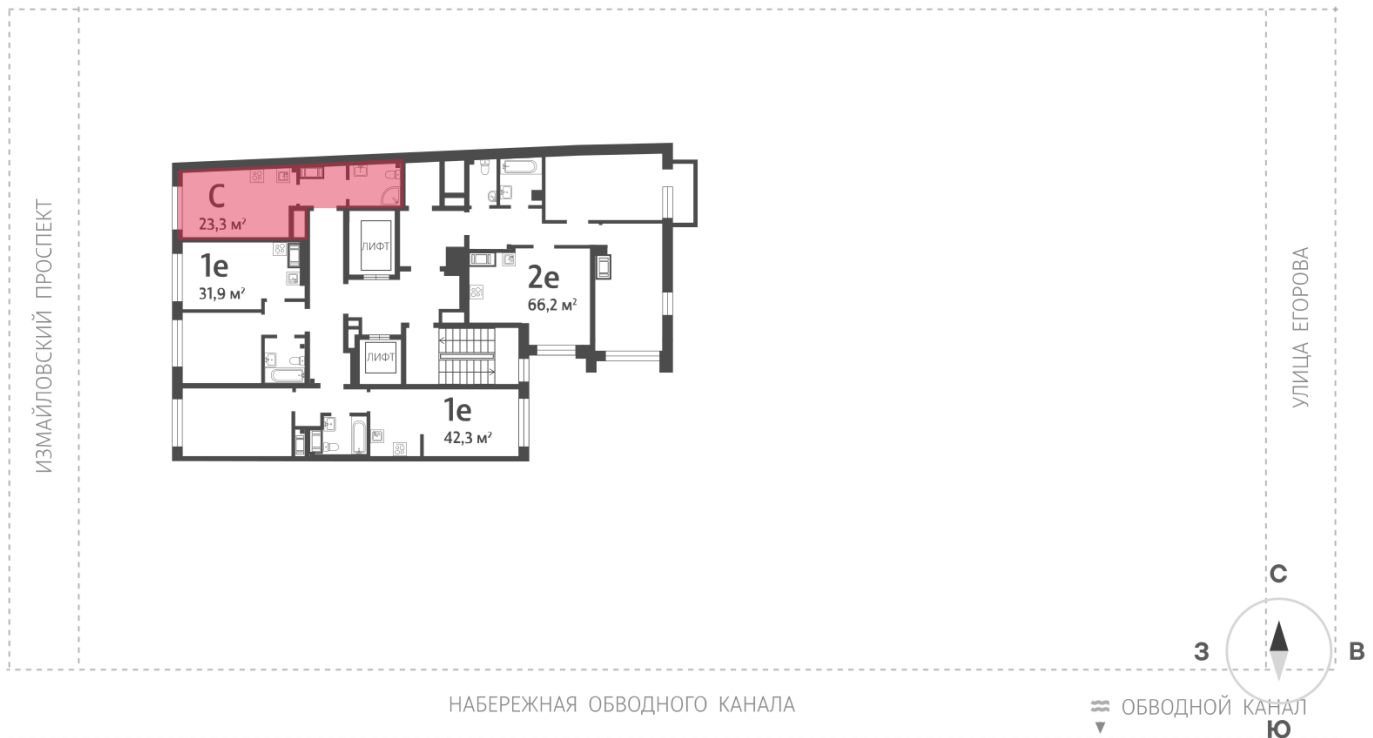 ИЗМАЙЛОВСКИЙ ПРОСПЕКТ
С
23,3 м²
1е
31,9 м²
ЛИФТ
2е
66,2 м²
ЛИФТ
1е
42,3 м²
УЛИЦА ЕГОРОВА
С
З
В
Ю
НАБЕРЕЖНАЯ ОБВОДНОГО КАНАЛА
ОБВОДНОЙ КАНАЛ